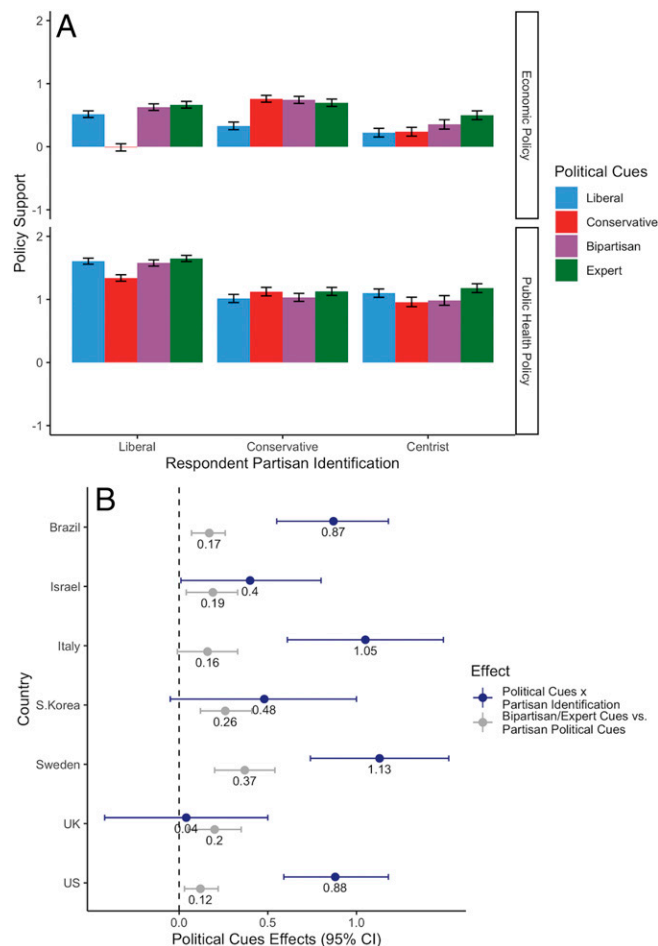 A
2
1
0
-1
2
1
0
-1
Policy Support
Economic Policy
Public Health Policy
Liberal
Conservative
Centrist
Respondent Partisan Identification
Political Cues
Liberal
Conservative
Bipartisan
Expert
B
Country
Brazil
0.87
0.17
Israel
0.4
0.19
Italy
1.05
0.16
S.Korea
0.48
0.26
Sweden
1.13
0.37
UK
0.04
0.2
US
0.88
0.12
0.0
0.5
1.0
Political Cues Effects (95% CI)
Effect
Political Cues x
Partisan Identification
Bipartisan/Expert Cues vs.
Partisan Political Cues